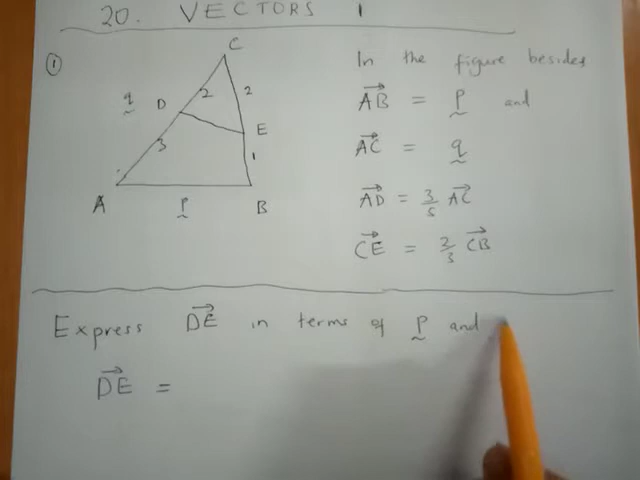 20. VECTORS 1
① 
C
q D 2 2
E
3 1
A P B
In the figure besides
AB = P and
AC = q
AD = 3/5 AC
CE = 2/3 CB
Express DE in terms of P and
DE =